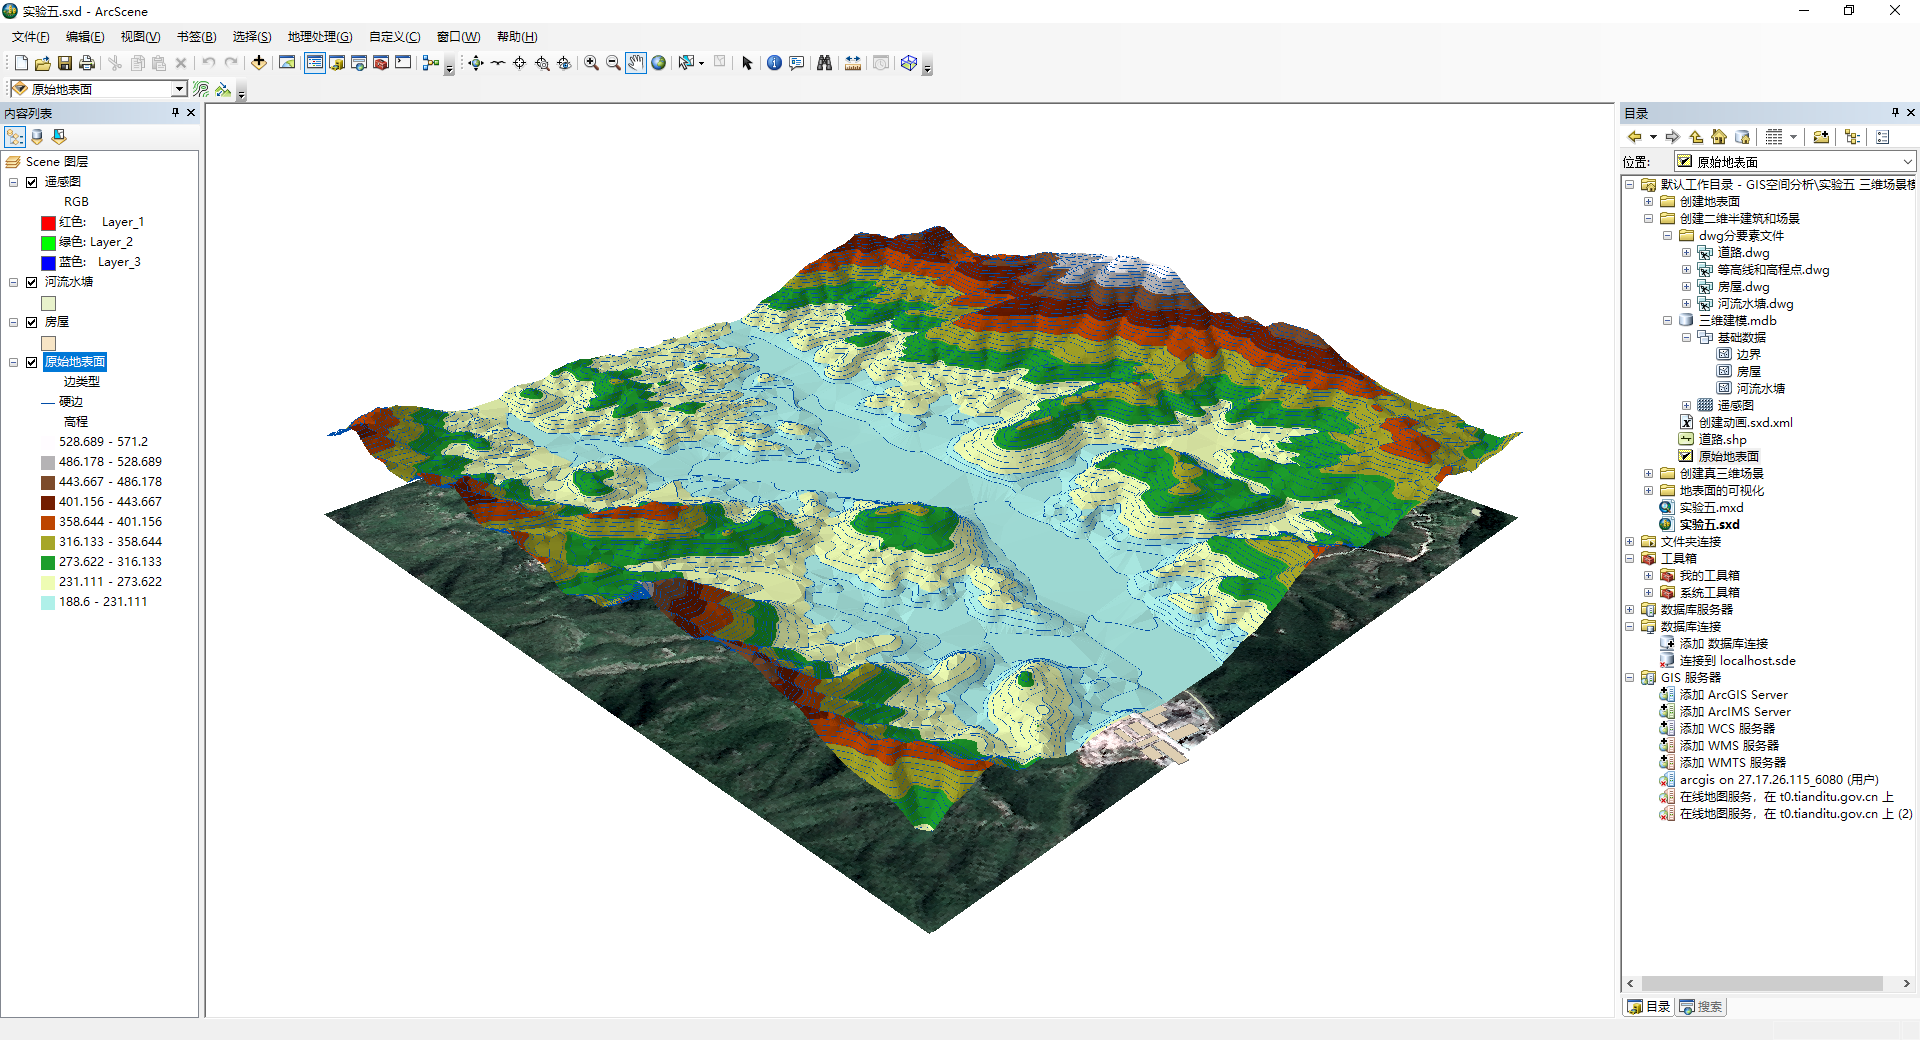 实验五.sxd - ArcScene
文件(F) 编辑(E) 视图(V) 书签(B) 选择(S) 地理处理(G) 自定义(C) 窗口(W) 帮助(H)
原始地表面
内容列表
Scene 图层
遥感图
RGB
红色: Layer_1
绿色: Layer_2
蓝色: Layer_3
河流水塘
房屋
原始地表面
边类型
硬边
高程
528.689 - 571.2
486.178 - 528.689
443.667 - 486.178
401.156 - 443.667
358.644 - 401.156
316.133 - 358.644
273.622 - 316.133
231.111 - 273.622
188.6 - 231.111
目录
位置: 原始地表面
默认工作目录 - GIS空间分析\实验五 三维场景模
创建地表面
创建二维半建筑和场景
dwg分要素文件
道路.dwg
等高线和高程点.dwg
房屋.dwg
河流水塘.dwg
三维建模.mdb
基础数据
边界
房屋
河流水塘
遥感图
创建动画.sxd.xml
道路.shp
原始地表面
创建真三维场景
地表面的可视化
实验五.mxd
实验五.sxd
文件夹连接
工具箱
我的工具箱
系统工具箱
数据库服务器
数据库连接
添加 数据库连接
连接到 localhost.sde
GIS 服务器
添加 ArcGIS Server
添加 ArcIMS Server
添加 WCS 服务器
添加 WMS 服务器
添加 WMTS 服务器
arcgis on 27.17.26.115_6080 (用户)
在线地图服务，在 t0.tianditu.gov.cn 上
在线地图服务，在 t0.tianditu.gov.cn 上 (2)
目录 搜索